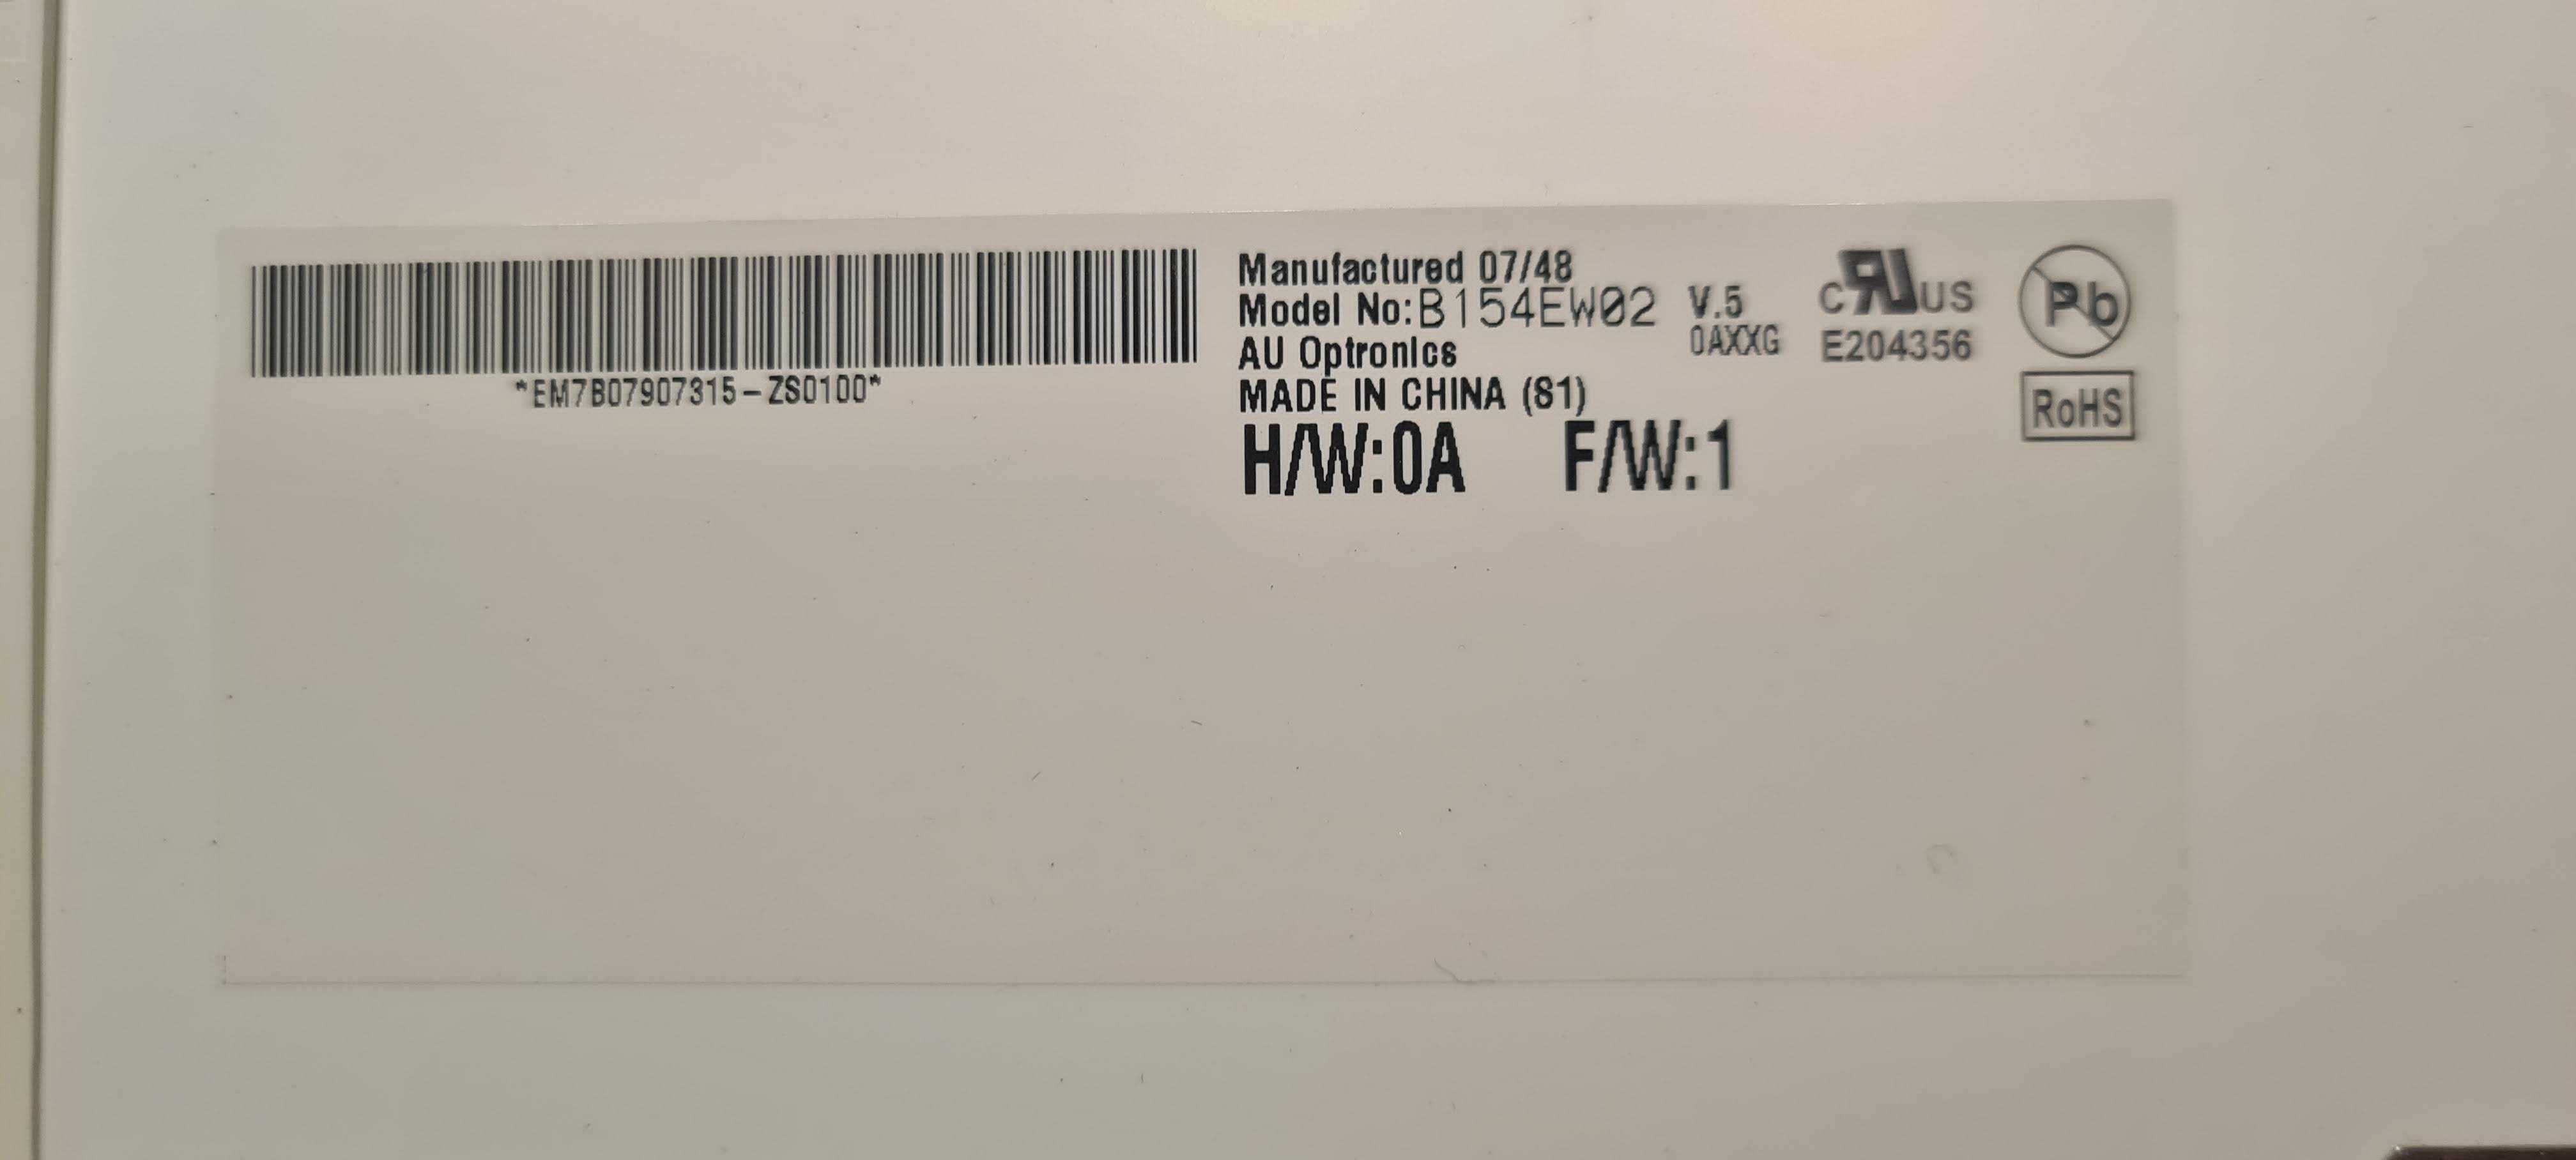 *EM7B07907315-ZS0100*
Manufactured 07/48
Model No:B154EW02 V.5
0AXXG
AU Optronics
MADE IN CHINA (S1)
H/W:0A F/W:1
c RU US
E204356
Pb
RoHS